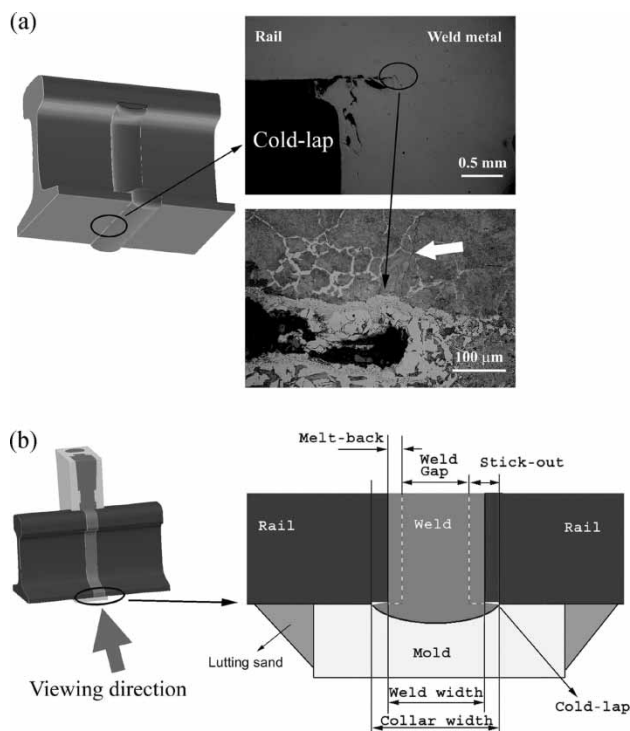 (a)
Rail
Weld metal
Cold-lap
0.5 mm
100 μm
(b)
Melt-back
Weld
Gap
Stick-out
Rail
Weld
Rail
Lutting sand
Mold
Viewing direction
Weld width
Cold-lap
Collar width